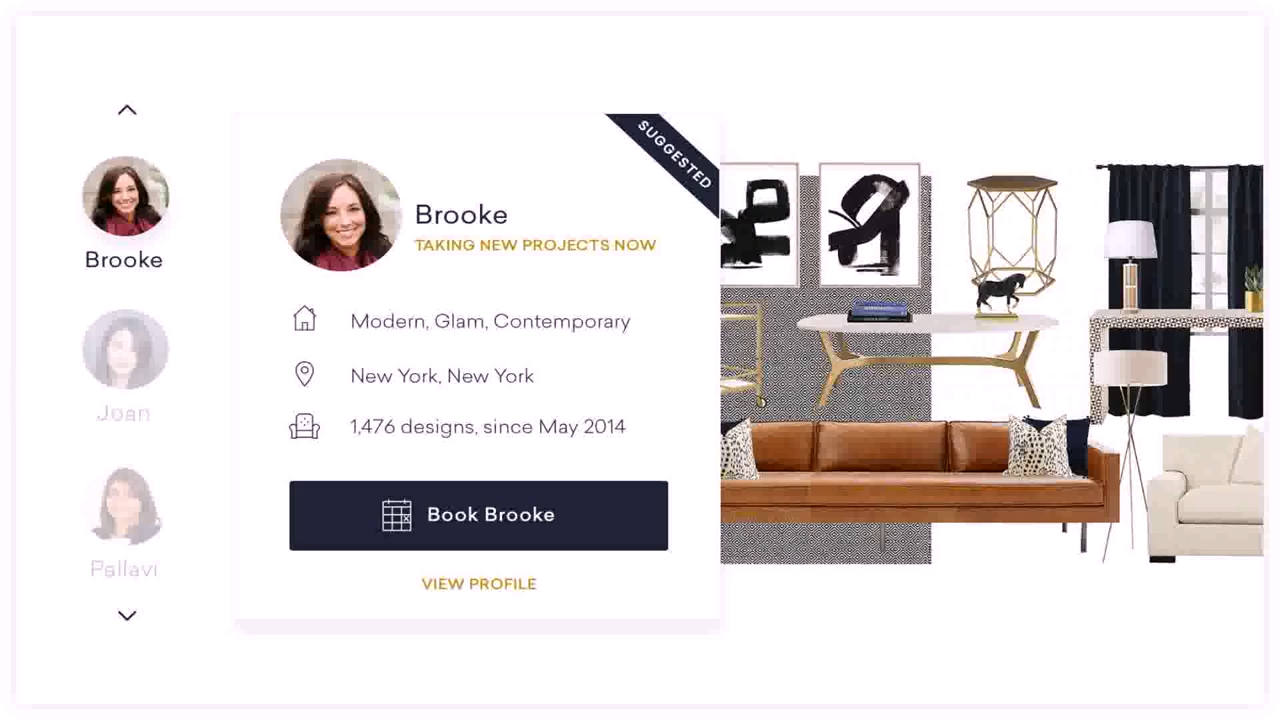 Brooke
Joan
Pallavi
SUGGESTED
Brooke
TAKING NEW PROJECTS NOW
Modern, Glam, Contemporary
New York, New York
1,476 designs, since May 2014
Book Brooke
VIEW PROFILE